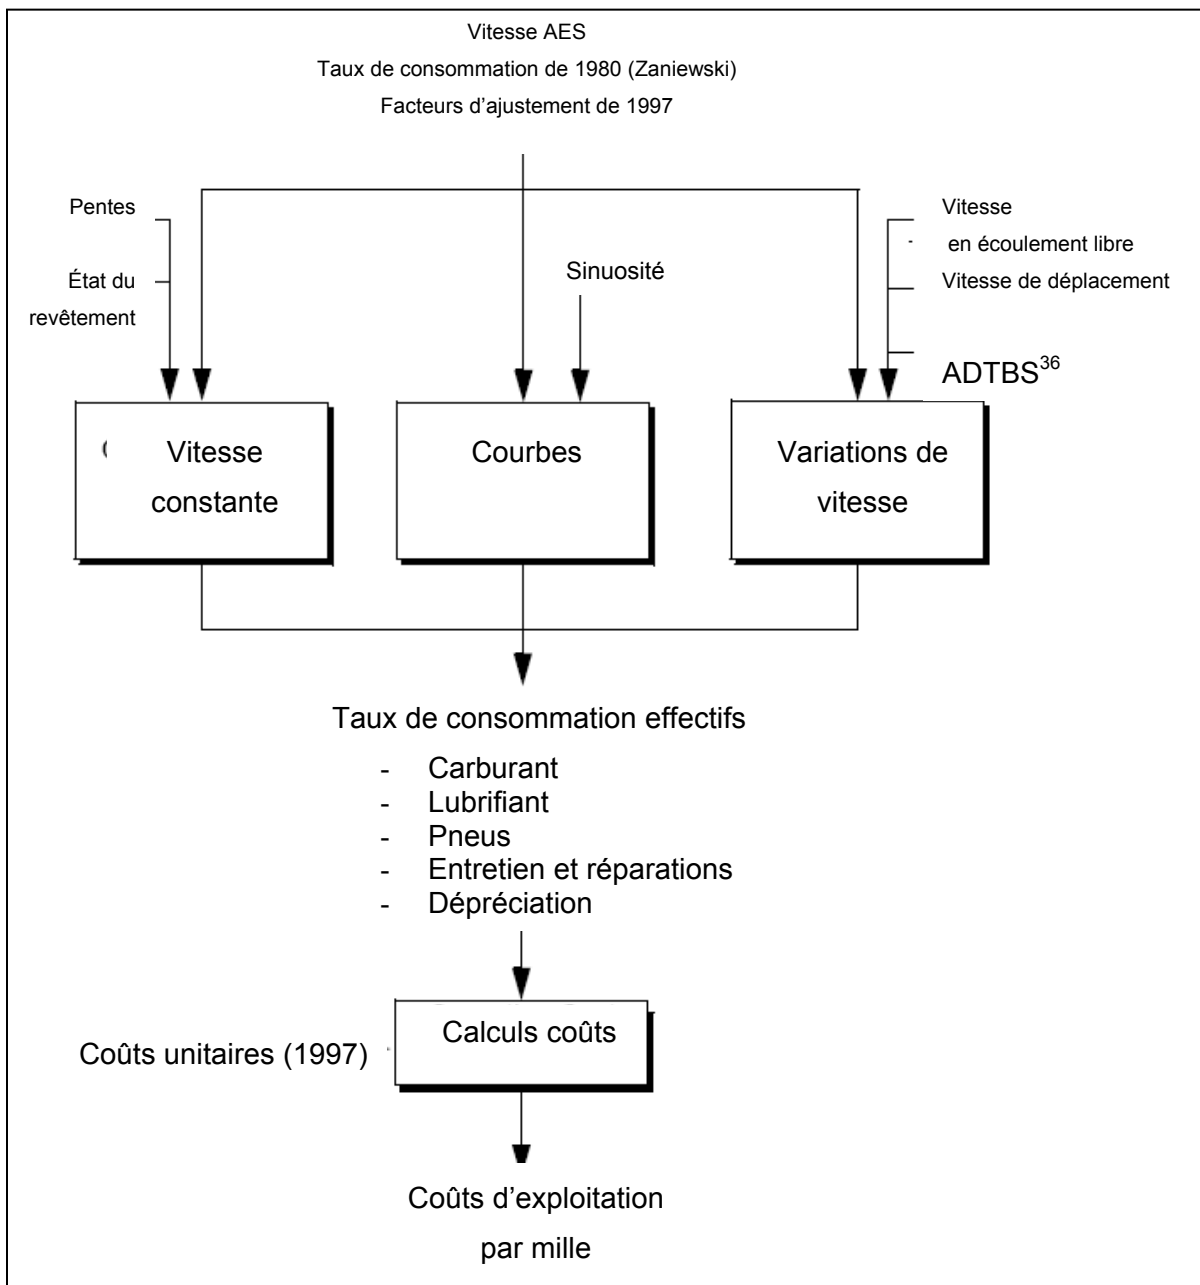 Vitesse AES
Taux de consommation de 1980 (Zaniewski)
Facteurs d'ajustement de 1997
Pentes
État du
revêtement
Sinuosité
Vitesse
en écoulement libre
Vitesse de déplacement
ADTBS36
Vitesse
constante
Courbes
Variations de
vitesse
Taux de consommation effectifs
- Carburant
- Lubrifiant
- Pneus
- Entretien et réparations
- Dépréciation
Coûts unitaires (1997)
Calculs coûts
Coûts d'exploitation
par mille